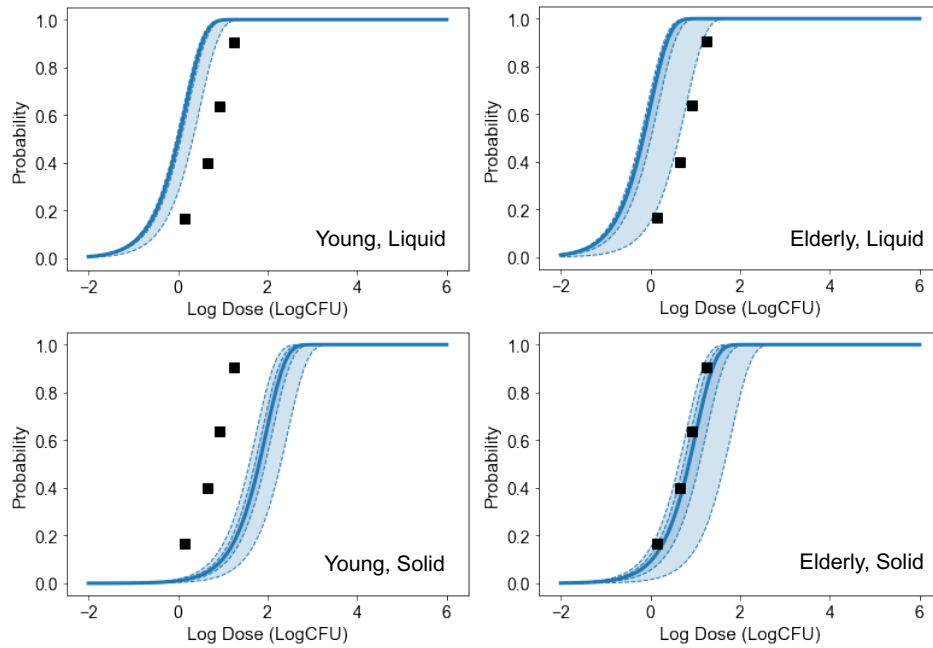 1.0
0.8
0.6
0.4
0.2
0.0
Probability
−2 0 2 4 6
Log Dose (LogCFU)
Young, Liquid
1.0
0.8
0.6
0.4
0.2
0.0
Probability
−2 0 2 4 6
Log Dose (LogCFU)
Elderly, Liquid
1.0
0.8
0.6
0.4
0.2
0.0
Probability
−2 0 2 4 6
Log Dose (LogCFU)
Young, Solid
1.0
0.8
0.6
0.4
0.2
0.0
Probability
−2 0 2 4 6
Log Dose (LogCFU)
Elderly, Solid